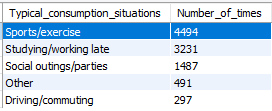 Typical_consumption_situations Number_of_times
Sports/exercise 4494
Studying/working late 3231
Social outings/parties 1487
Other 491
Driving/commuting 297